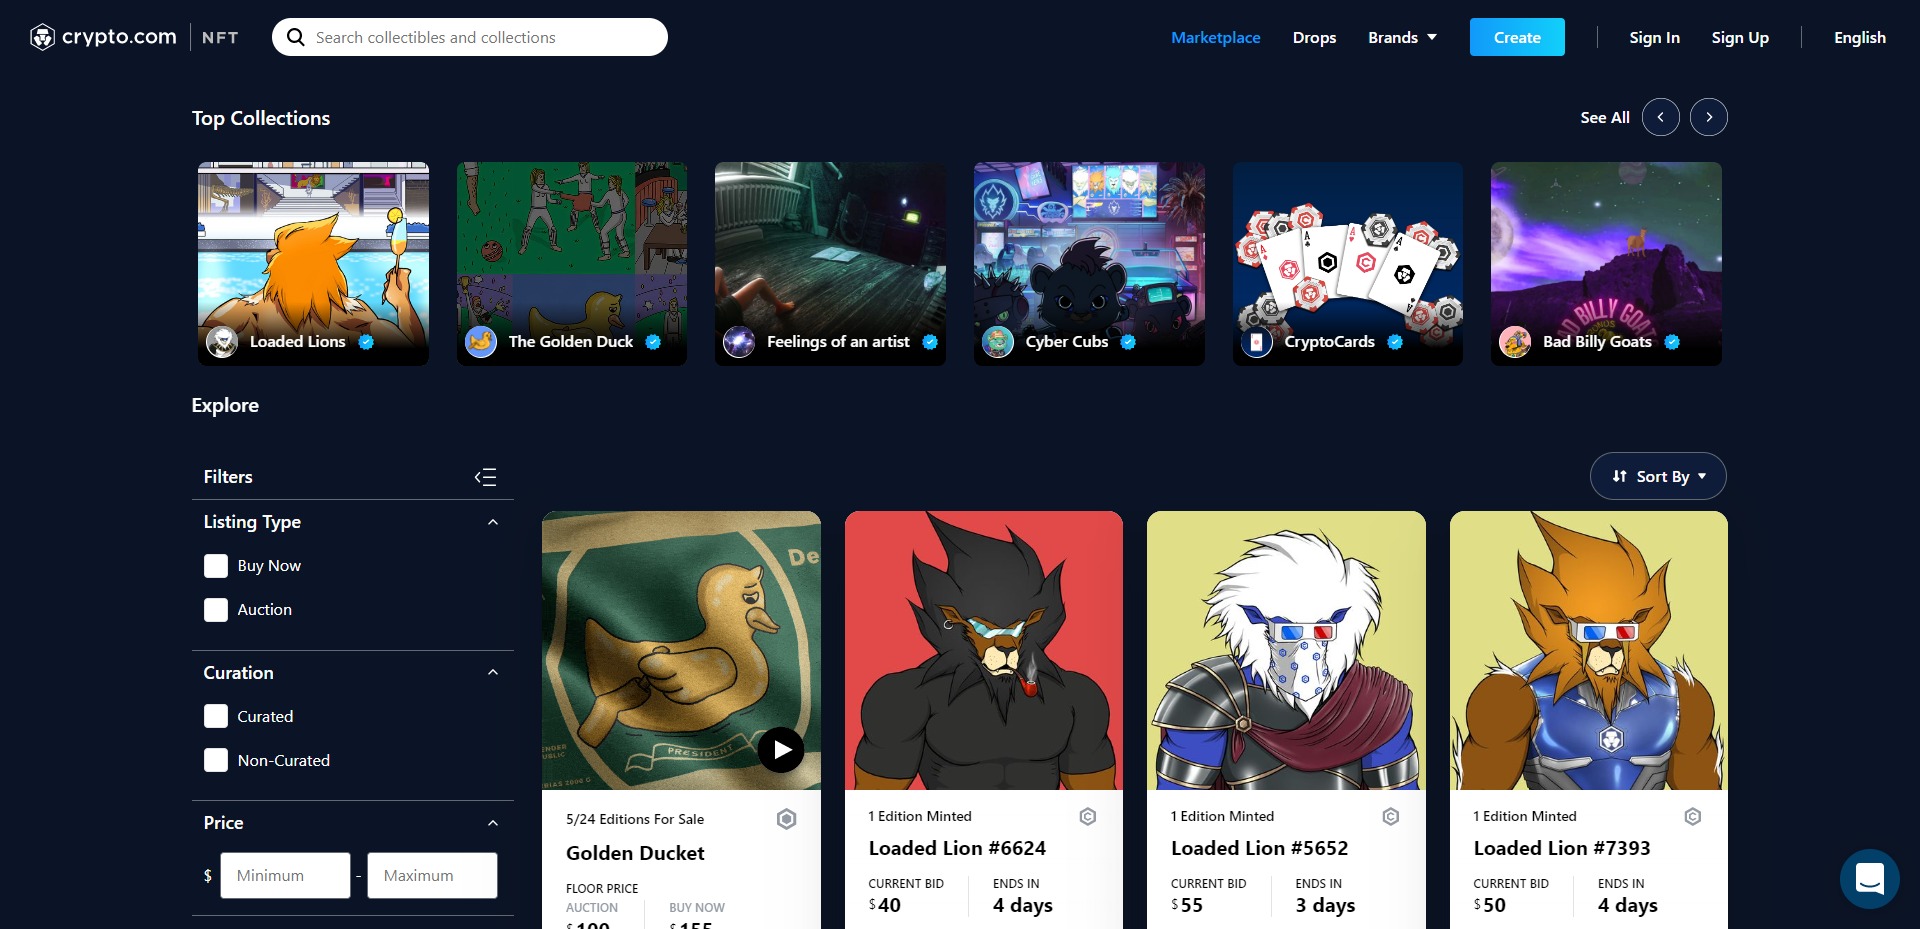 crypto.com NFT
Search collectibles and collections
Marketplace
Drops
Brands
Create
Sign In
Sign Up
English
Top Collections
See All
Loaded Lions
The Golden Duck
Feelings of an artist
Cyber Cubs
CryptoCards
BAD BILLY GOATS
Bad Billy Goats
Explore
Filters
Sort By
Listing Type
Buy Now
Auction
Curation
Curated
Non-Curated
Price
$ Minimum - Maximum
De
PRESIDENT
5/24 Editions For Sale
Golden Ducket
FLOOR PRICE
AUCTION
BUY NOW
$100
$155
1 Edition Minted
Loaded Lion #6624
CURRENT BID
ENDS IN
$40
4 days
1 Edition Minted
Loaded Lion #5652
CURRENT BID
ENDS IN
$55
3 days
1 Edition Minted
Loaded Lion #7393
CURRENT BID
ENDS IN
$50
4 days